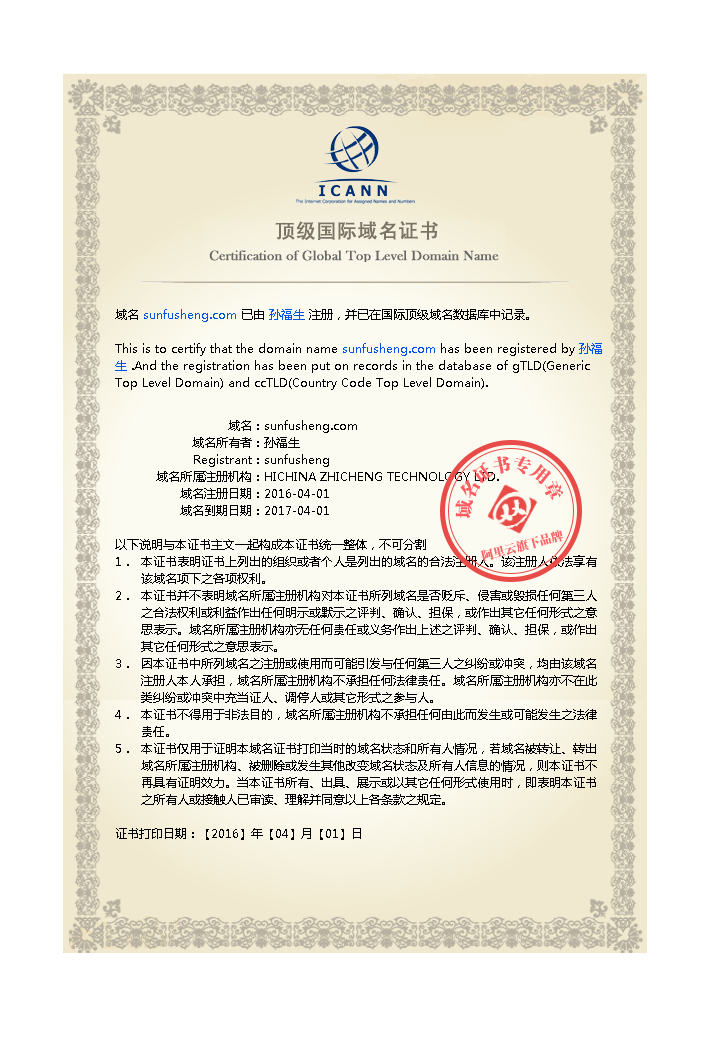 ICANN
The Internet Corporation for Assigned Names and Numbers
顶级国际域名证书
Certification of Global Top Level Domain Name
域名 sunfusheng.com 已由 孙福生 注册，并已在国际顶级域名数据库中记录。
This is to certify that the domain name sunfusheng.com has been registered by 孙福
生 .And the registration has been put on records in the database of gTLD(Generic
Top Level Domain) and ccTLD(Country Code Top Level Domain).
域名：sunfusheng.com
域名所有者：孙福生
Registrant：sunfusheng
域名所属注册机构：HICHINA ZHICHENG TECHNOLOGY LTD.
域名注册日期：2016-04-01
域名到期日期：2017-04-01
域名证书专用章
阿里云旗下品牌
以下说明与本证书主文一起构成本证书统一整体，不可分割
1． 本证书表明证书上列出的组织或者个人是列出的域名的合法注册人。该注册人依法享有
该域名项下之各项权利。
2． 本证书并不表明域名所属注册机构对本证书所列域名是否贬斥、侵害或毁损任何第三人
之合法权利或利益作出任何明示或默示之评判、确认、担保，或作出其它任何形式之意
思表示。域名所属注册机构亦无任何责任或义务作出上述之评判、确认、担保，或作出
其它任何形式之意思表示。
3． 因本证书中所列域名之注册或使用而可能引发与任何第三人之纠纷或冲突，均由该域名
注册人本人承担，域名所属注册机构不承担任何法律责任。域名所属注册机构亦不在此
类纠纷或冲突中充当证人、调停人或其它形式之参与人。
4． 本证书不得用于非法目的，域名所属注册机构不承担任何由此而发生或可能发生之法律
责任。
5． 本证书仅用于证明本域名证书打印当时的域名状态和所有人情况，若域名被转让、转出
域名所属注册机构、被删除或发生其他改变域名状态及所有人信息的情况，则本证书不
再具有证明效力。当本证书所有、出具、展示或以其它任何形式使用时，即表明本证书
之所有人或接触人已审读、理解并同意以上各条款之规定。
证书打印日期：【2016】年【04】月【01】日